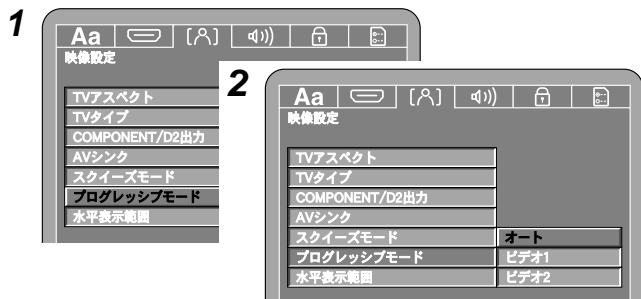 1
Aa
映像設定
TVアスペクト
TVタイプ
COMPONENT/D2出力
AVシンク
スクイーズモード
プログレッシブモード
水平表示範囲
2
Aa
映像設定
TVアスペクト
TVタイプ
COMPONENT/D2出力
AVシンク
スクイーズモード オート
プログレッシブモード ビデオ1
水平表示範囲 ビデオ2